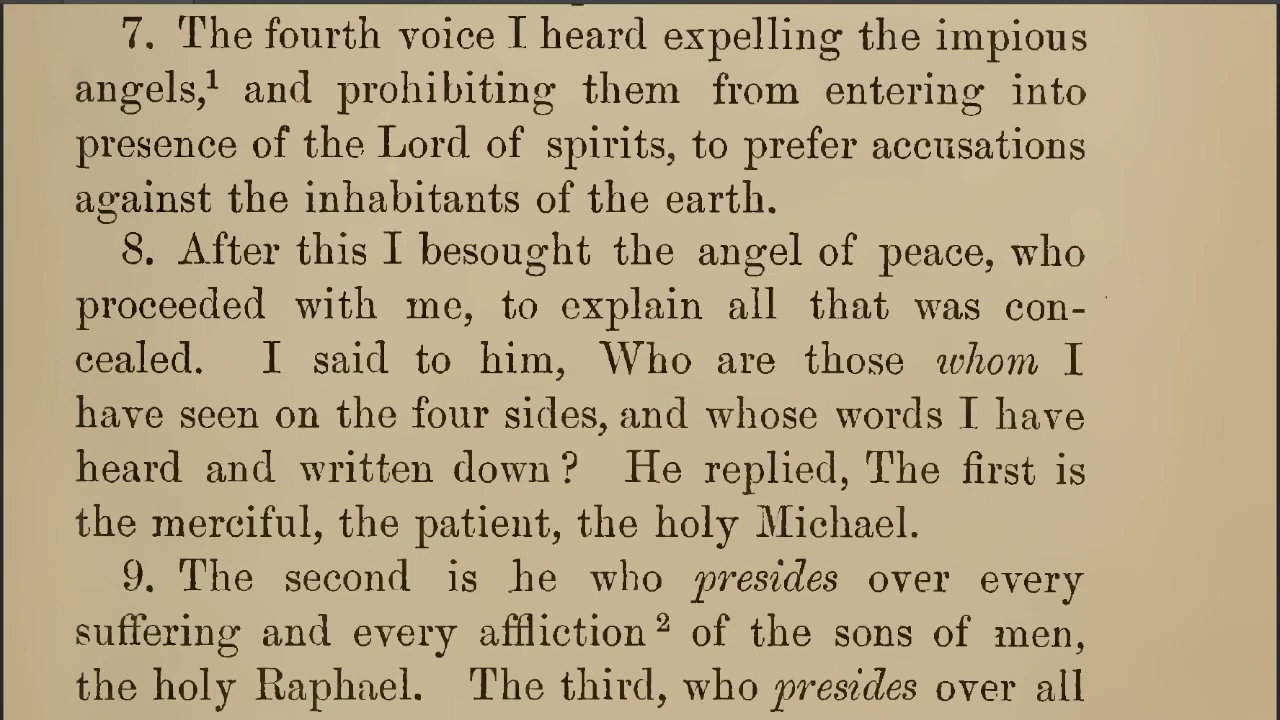 7. The fourth voice I heard expelling the impious
angels,¹ and prohibiting them from entering into
presence of the Lord of spirits, to prefer accusations
against the inhabitants of the earth.
8. After this I besought the angel of peace, who
proceeded with me, to explain all that was con-
cealed. I said to him, Who are those whom I
have seen on the four sides, and whose words I have
heard and written down? He replied, The first is
the merciful, the patient, the holy Michael.
9. The second is he who presides over every
suffering and every affliction² of the sons of men,
the holy Raphael. The third, who presides over all